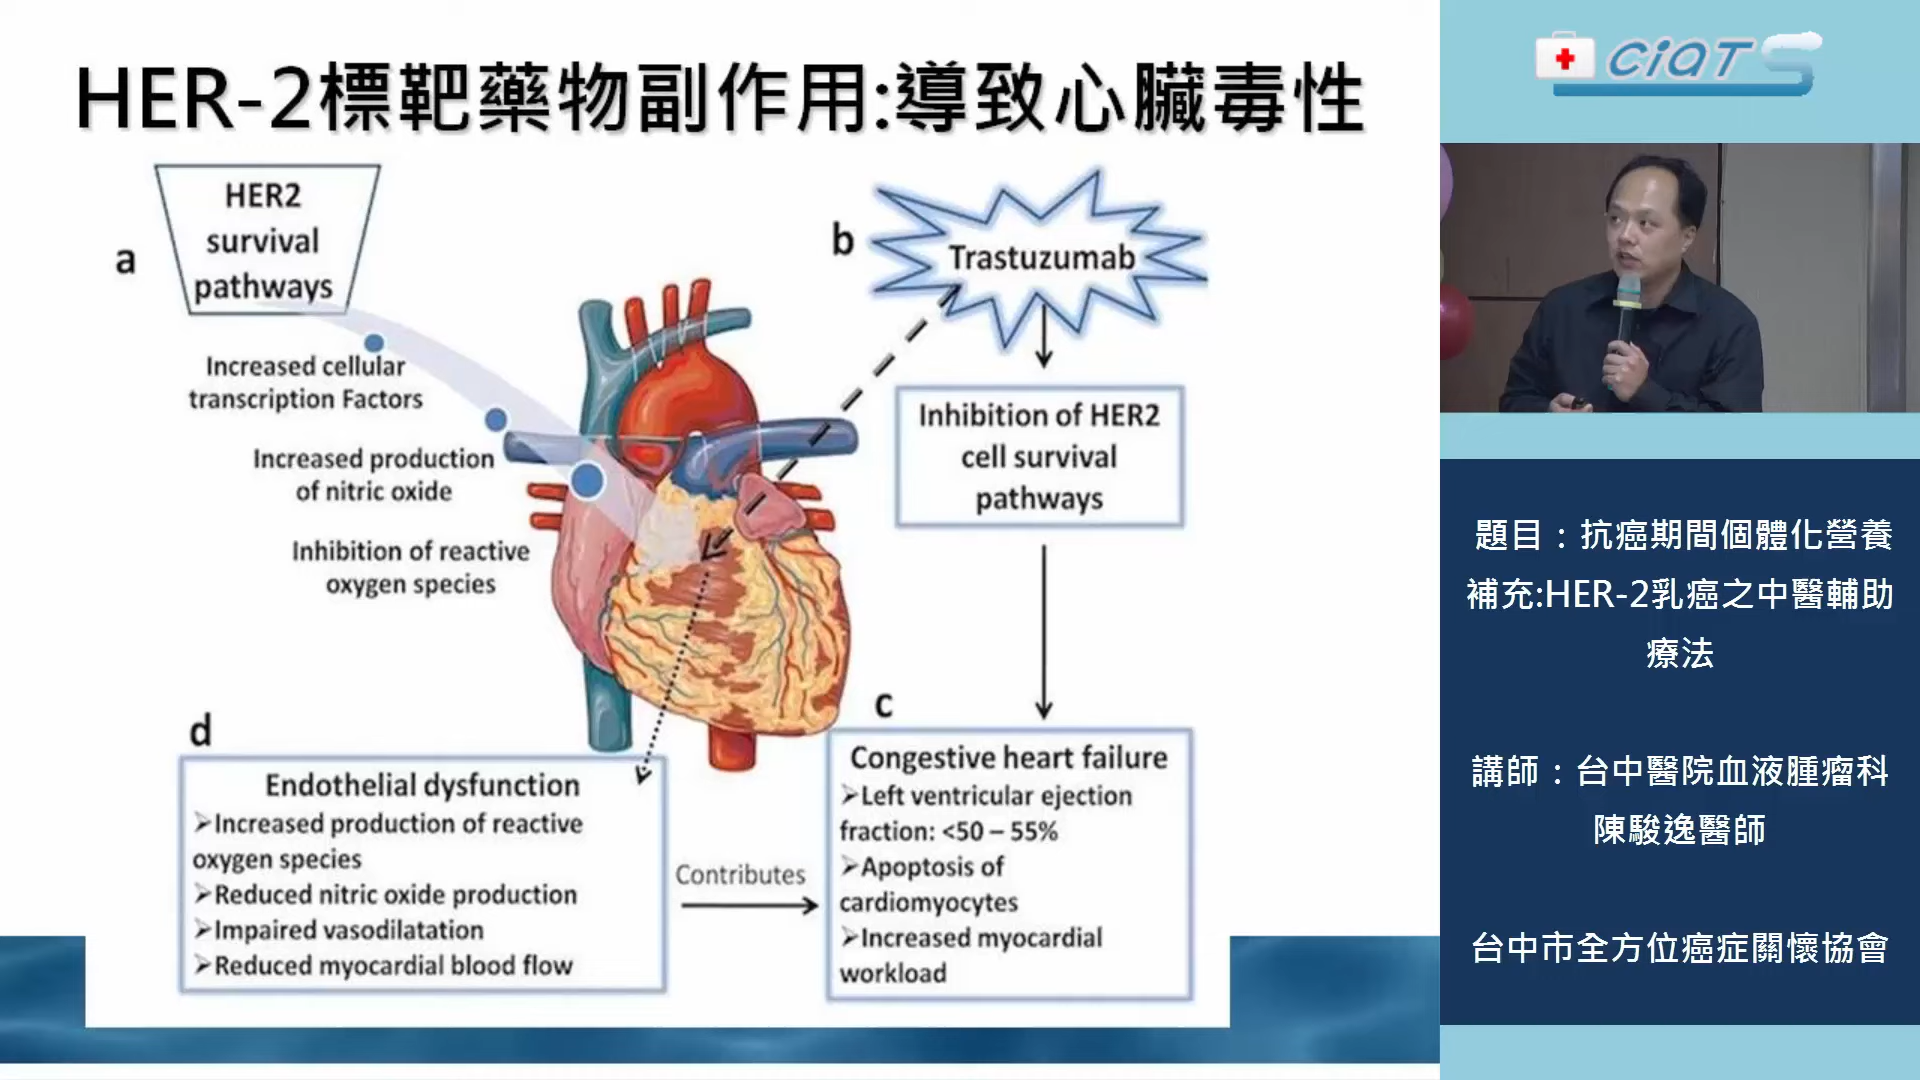 HER-2標靶藥物副作用:導致心臟毒性
a
HER2
survival
pathways
Increased cellular
transcription Factors
Increased production
of nitric oxide
Inhibition of reactive
oxygen species
b
Trastuzumab
Inhibition of HER2
cell survival
pathways
c
Congestive heart failure
➢Left ventricular ejection
fraction: <50 – 55%
➢Apoptosis of
cardiomyocytes
➢Increased myocardial
workload
d
Endothelial dysfunction
➢Increased production of reactive
oxygen species
➢Reduced nitric oxide production
➢Impaired vasodilatation
➢Reduced myocardial blood flow
Contributes
CiQTS
題目：抗癌期間個體化營養
補充:HER-2乳癌之中醫輔助
療法
講師：台中醫院血液腫瘤科
陳駿逸醫師
台中市全方位癌症關懷協會